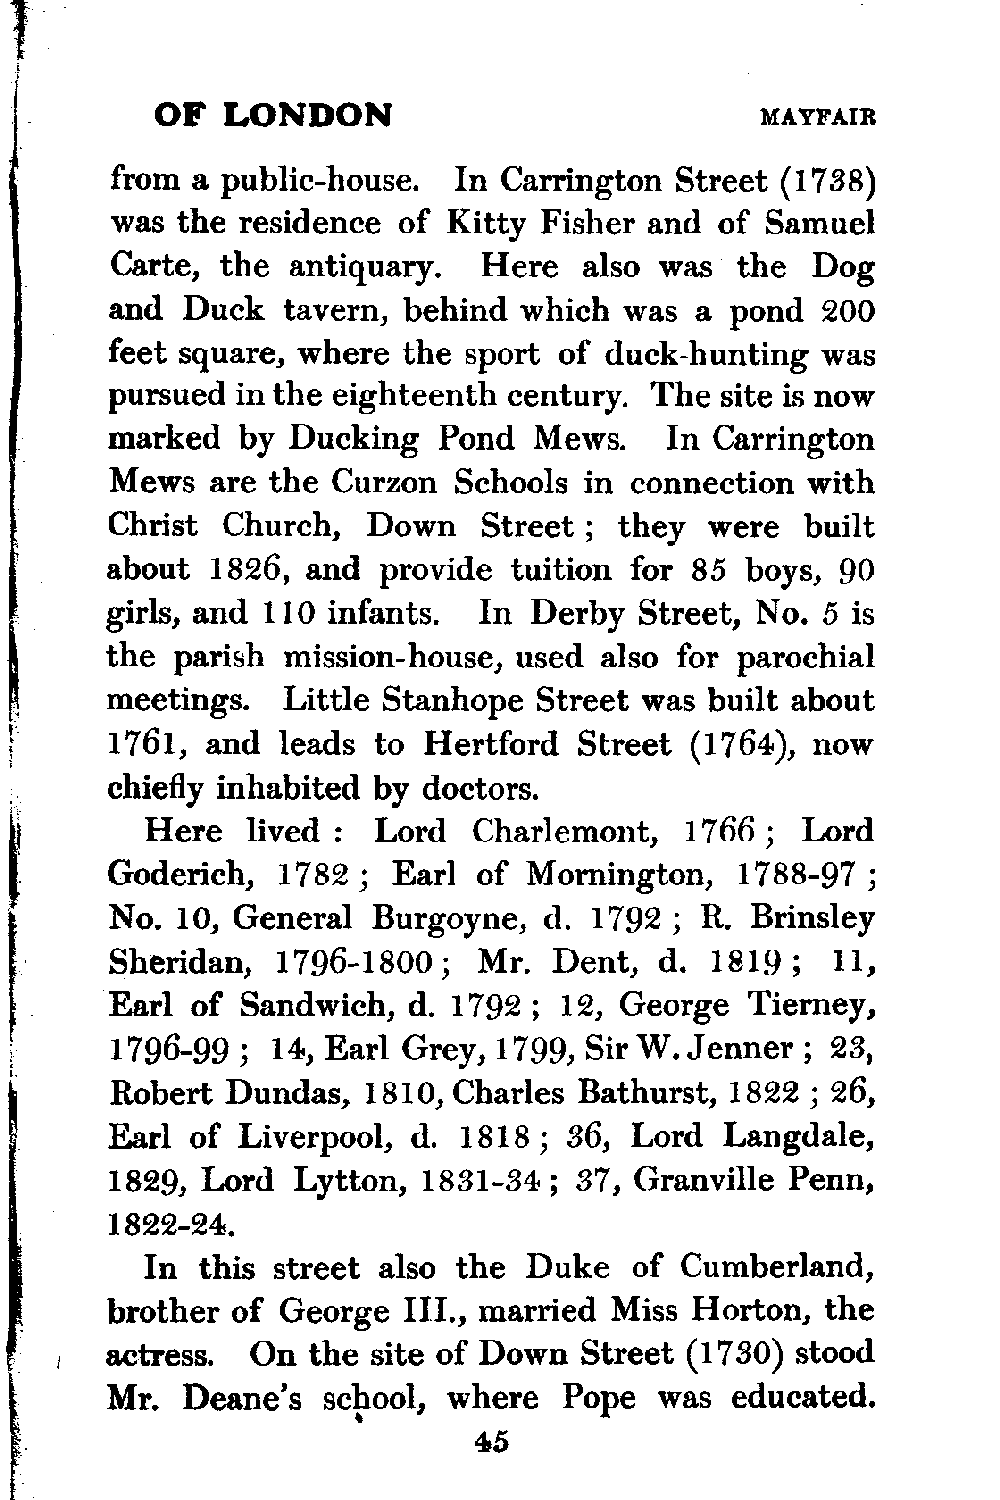 OF LONDON MAYFAIR
from a public-house. In Carrington Street (1738)
was the residence of Kitty Fisher and of Samuel
Carte, the antiquary. Here also was the Dog
and Duck tavern, behind which was a pond 200
feet square, where the sport of duck-hunting was
pursued in the eighteenth century. The site is now
marked by Ducking Pond Mews. In Carrington
Mews are the Curzon Schools in connection with
Christ Church, Down Street ; they were built
about 1826, and provide tuition for 85 boys, 90
girls, and 110 infants. In Derby Street, No. 5 is
the parish mission-house, used also for parochial
meetings. Little Stanhope Street was built about
1761, and leads to Hertford Street (1764), now
chiefly inhabited by doctors.
Here lived : Lord Charlemont, 1766 ; Lord
Goderich, 1782 ; Earl of Mornington, 1788-97 ;
No. 10, General Burgoyne, d. 1792 ; R. Brinsley
Sheridan, 1796-1800 ; Mr. Dent, d. 1819 ; 11,
Earl of Sandwich, d. 1792 ; 12, George Tierney,
1796-99 ; 14, Earl Grey, 1799, Sir W. Jenner ; 23,
Robert Dundas, 1810, Charles Bathurst, 1822 ; 26,
Earl of Liverpool, d. 1818 ; 36, Lord Langdale,
1829, Lord Lytton, 1831-34 ; 37, Granville Penn,
1822-24.
In this street also the Duke of Cumberland,
brother of George III., married Miss Horton, the
actress. On the site of Down Street (1730) stood
Mr. Deane's school, where Pope was educated.
45